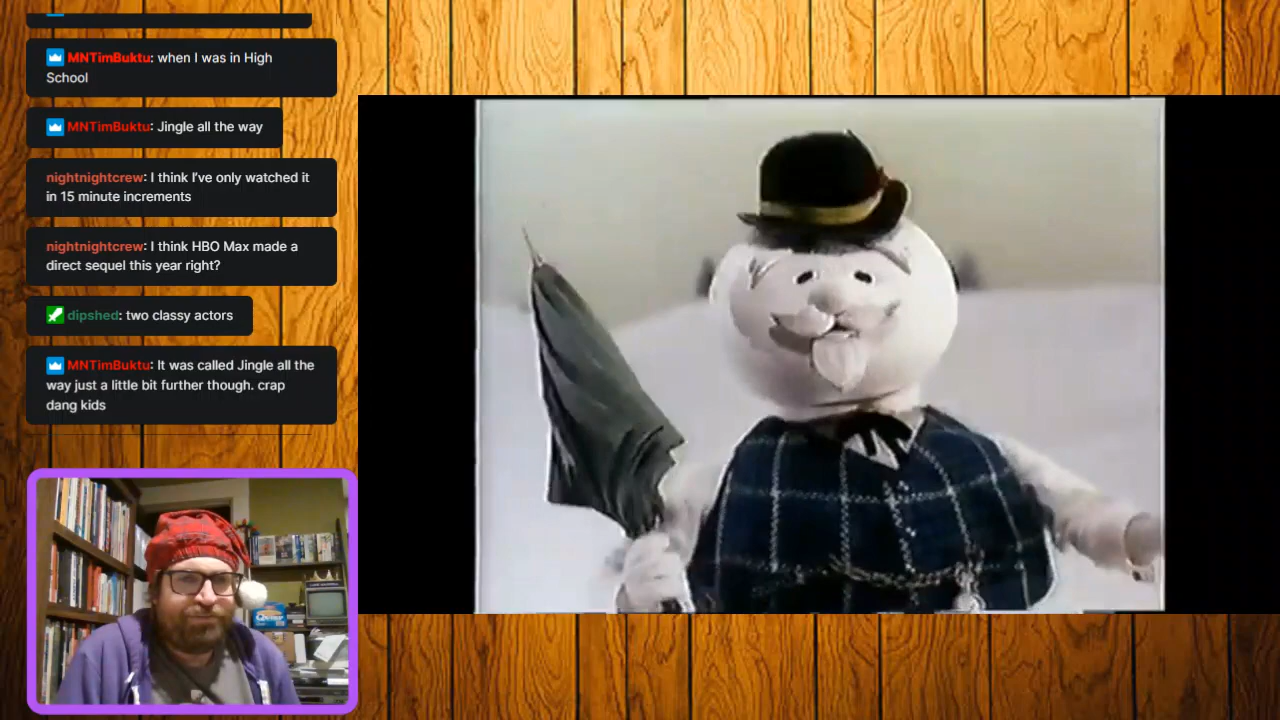 MNTimBuktu: when I was in High
School
MNTimBuktu: Jingle all the way
nightnightcrew: I think I've only watched it
in 15 minute increments
nightnightcrew: I think HBO Max made a
direct sequel this year right?
dipshed: two classy actors
MNTimBuktu: It was called Jingle all the
way just a little bit further though. crap
dang kids